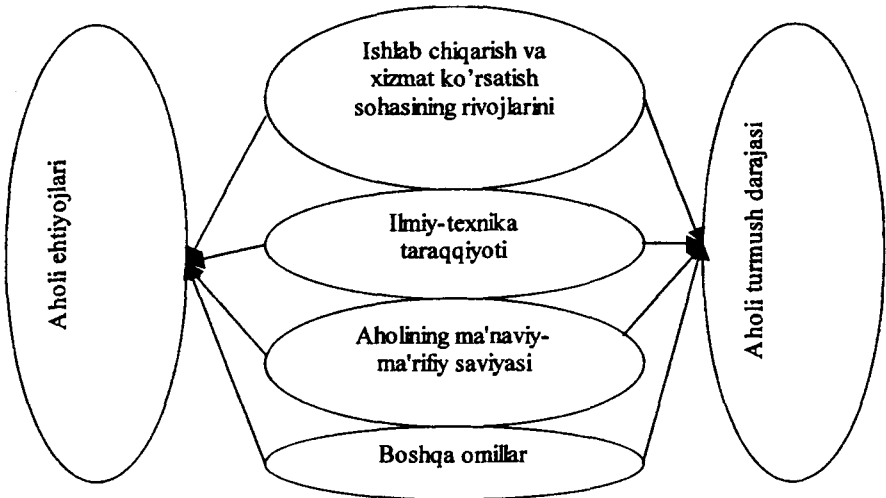 Aholi ehtiyojlari
Ishlab chiqarish va
xizmat ko’rsatish
sohasining rivojlarini
Ilmiy-texnika
taraqqiyoti
Aholining ma'naviy-
ma'rifiy saviyasi
Boshqa omillar
Aholi turmush darajasi